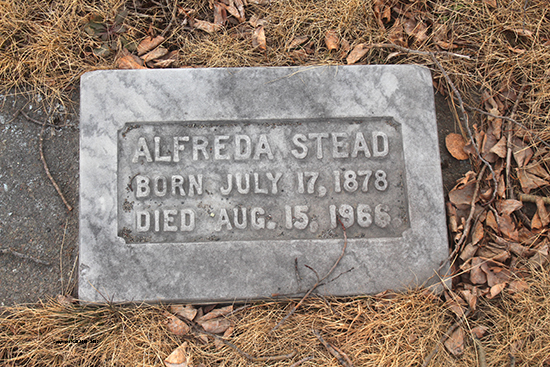 ALFREDA STEAD
BORN JULY 17, 1878
DIED AUG. 15, 1966